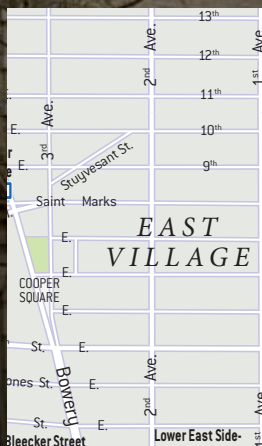 13th
Ave.
Ave.
12th
2nd
1st
11th
E.
Ave.
10th
E.
3rd
Stuyvesant St.
9th
Saint Marks
E.
EAST
VILLAGE
E.
COOPER
SQUARE
E.
St.
E.
Ave.
ones St.
E.
Bowery
2nd
St.
E.
1st
Bleecker Street
Lower East Side-